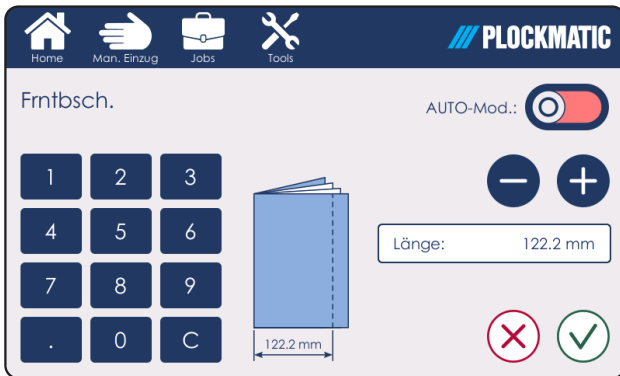 Home Man. Einzug Jobs Tools
PLOCKMATIC
Frntbsch.
AUTO-Mod.:
1 2 3
4 5 6
Länge: 122.2 mm
7 8 9
. 0 C
122.2 mm